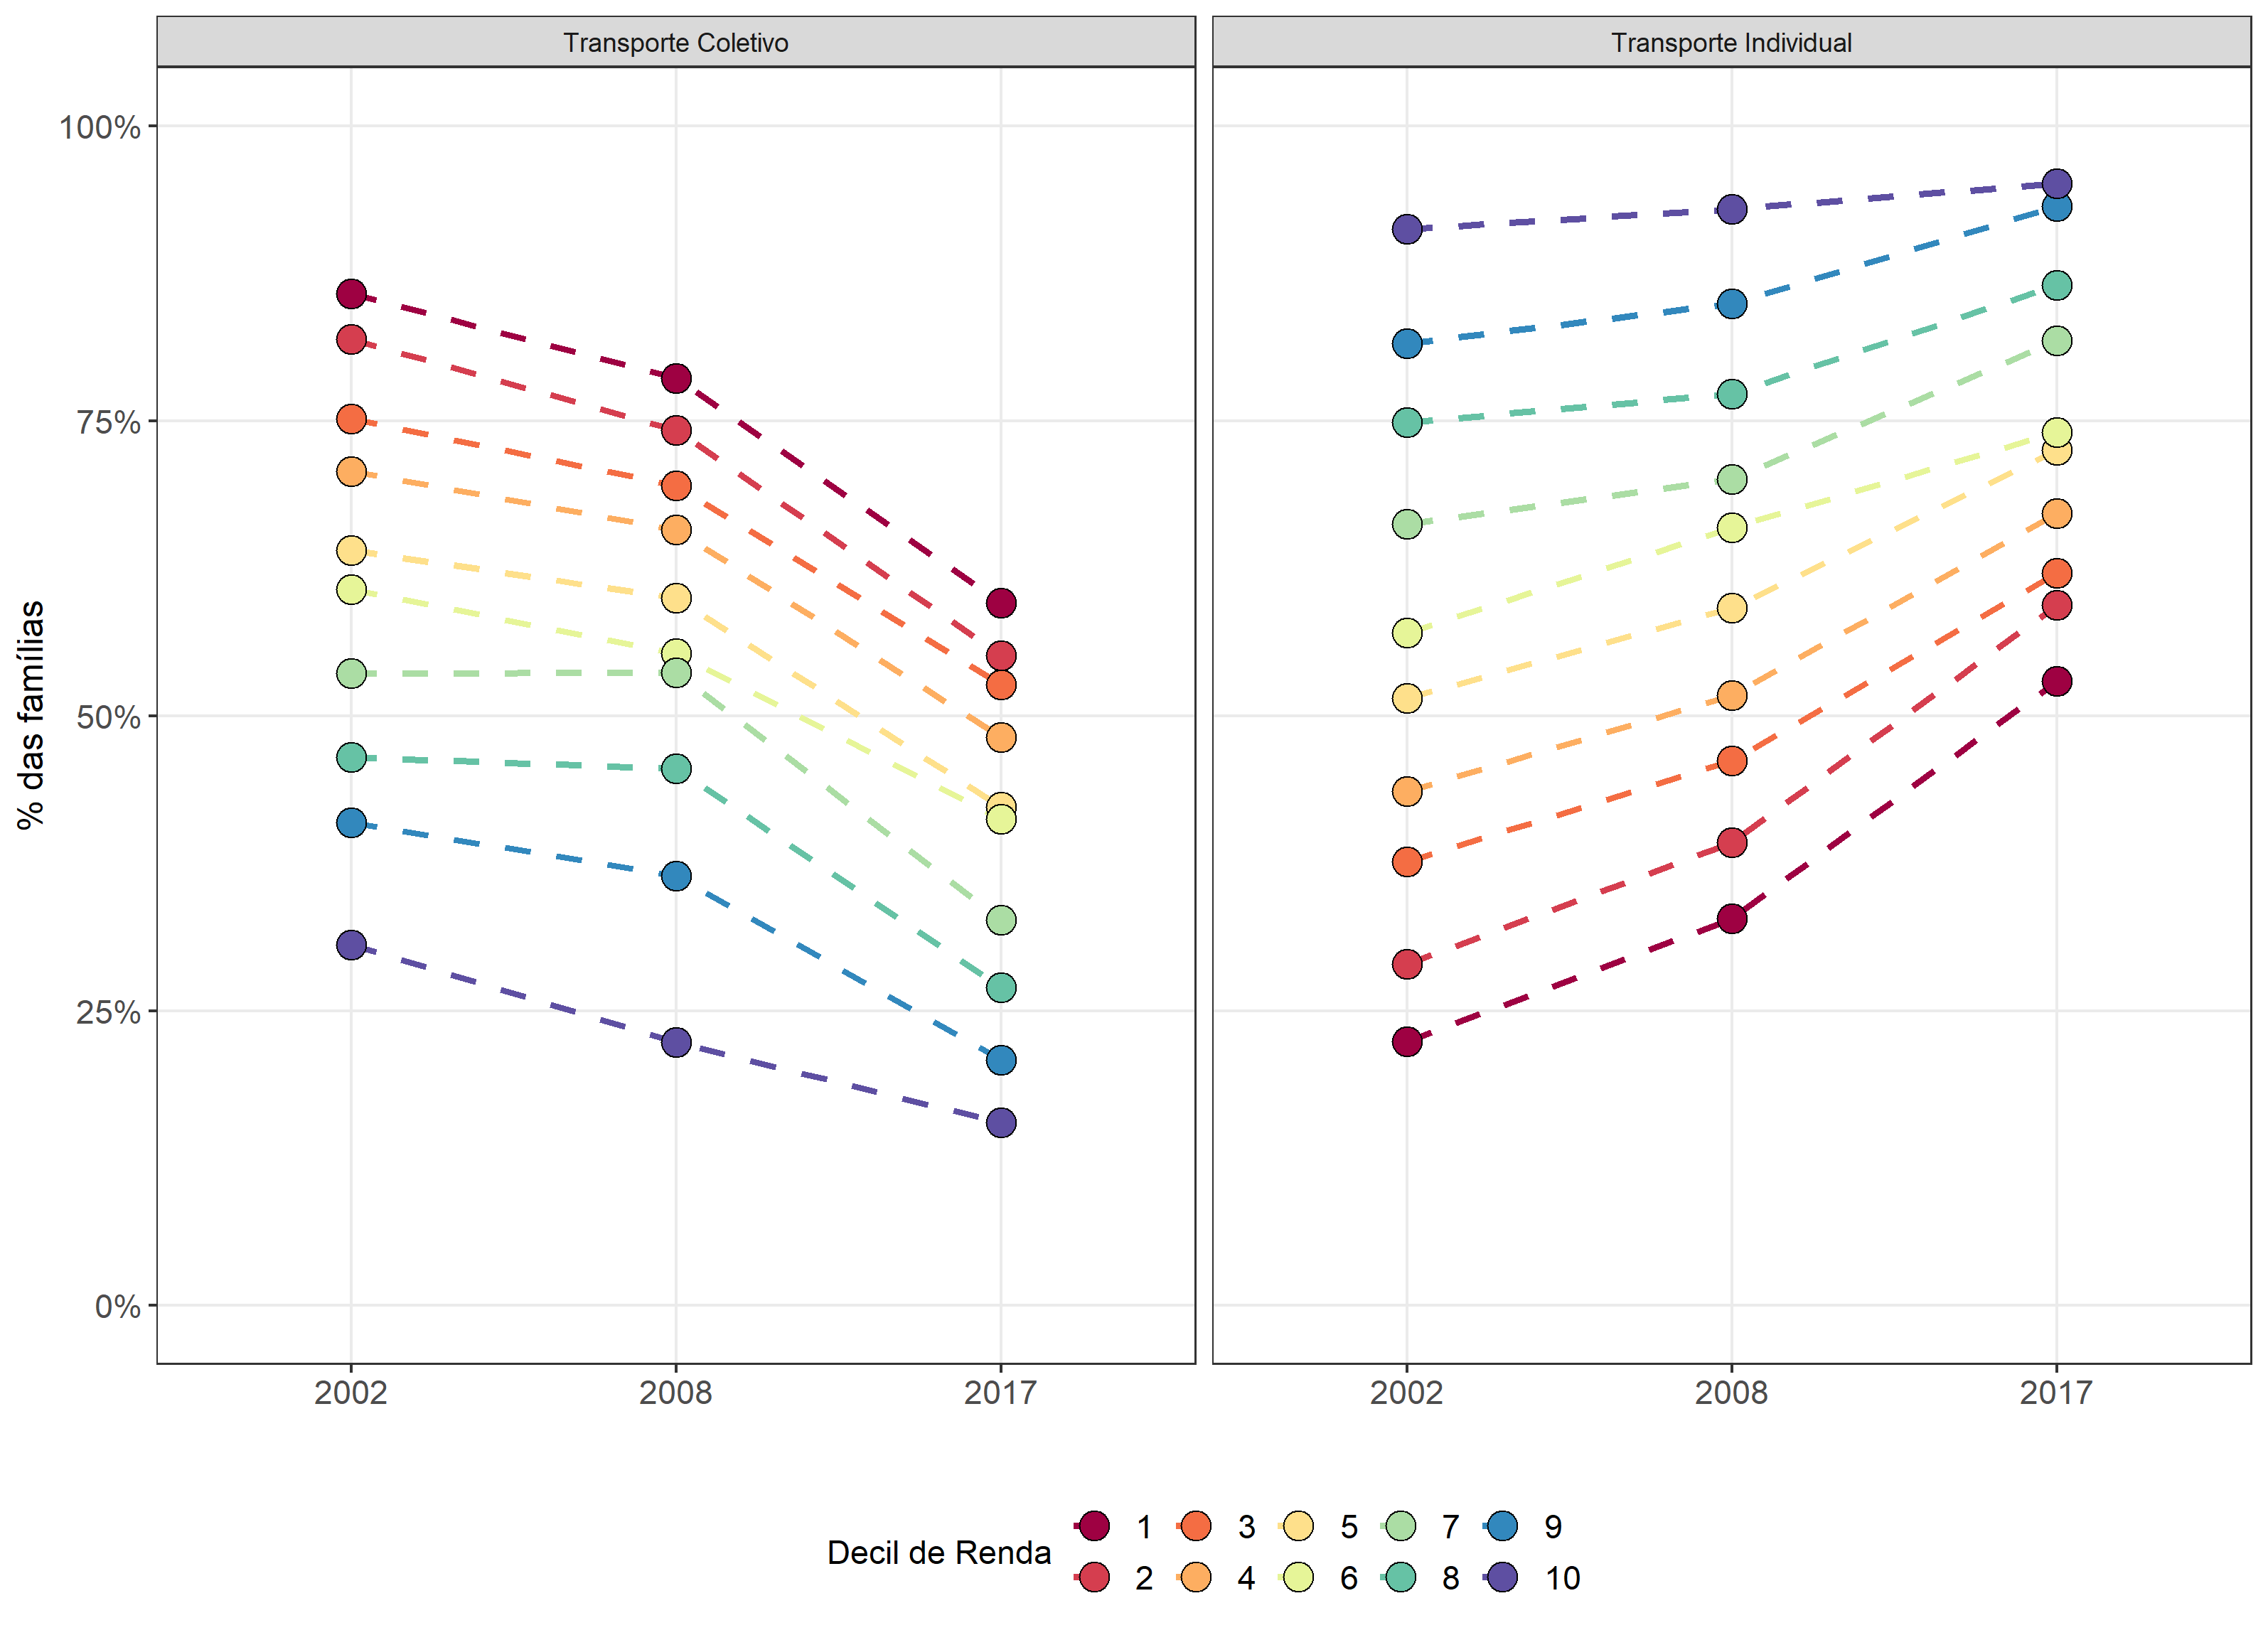 Transporte Coletivo
Transporte Individual
100%
75%
50%
25%
0%
% das famílias
2002 2008 2017
2002 2008 2017
Decil de Renda
1 3 5 7 9
2 4 6 8 10